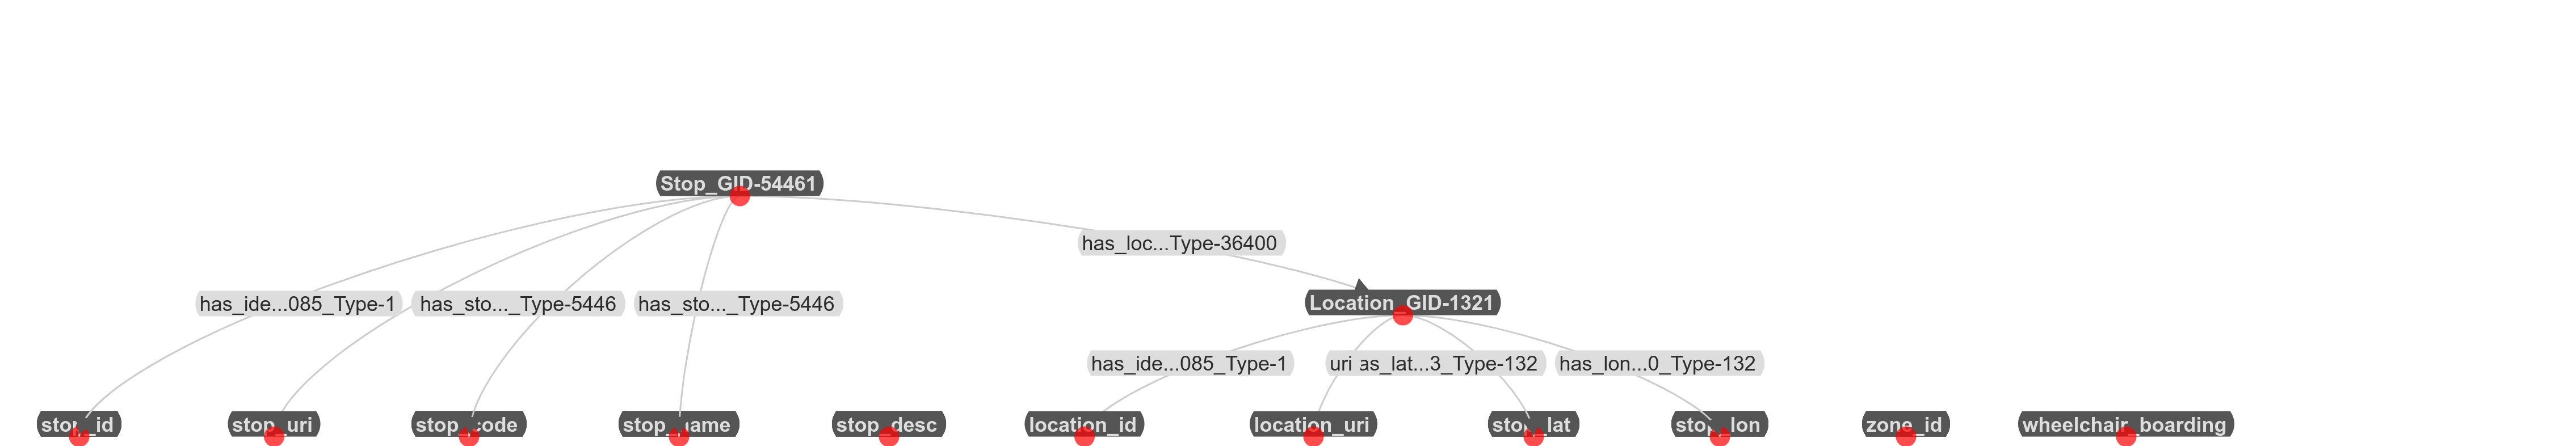 Stop_GID-54461
has_loc...Type-36400
has_ide...085_Type-1
has_sto..._Type-5446
has_sto..._Type-5446
Location_GID-1321
has_ide...085_Type-1
uri
as_lat...3_Type-132
has_lon...0_Type-132
stop_id
stop_uri
stop_code
stop_name
stop_desc
location_id
location_uri
stop_lat
stop_lon
zone_id
wheelchair_boarding